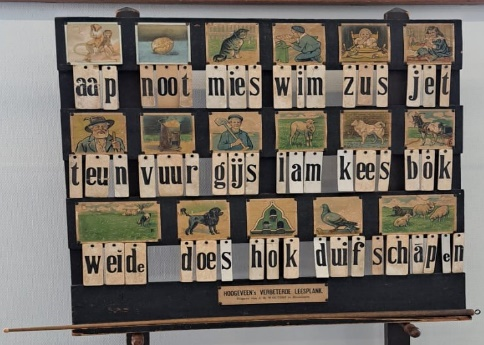 aap noot mies wim zus jet
teun vuur gijs lam kees bok
weide does hok duif schāpen
HOOGEVEEN's VERBETERDE LEESPLANK.